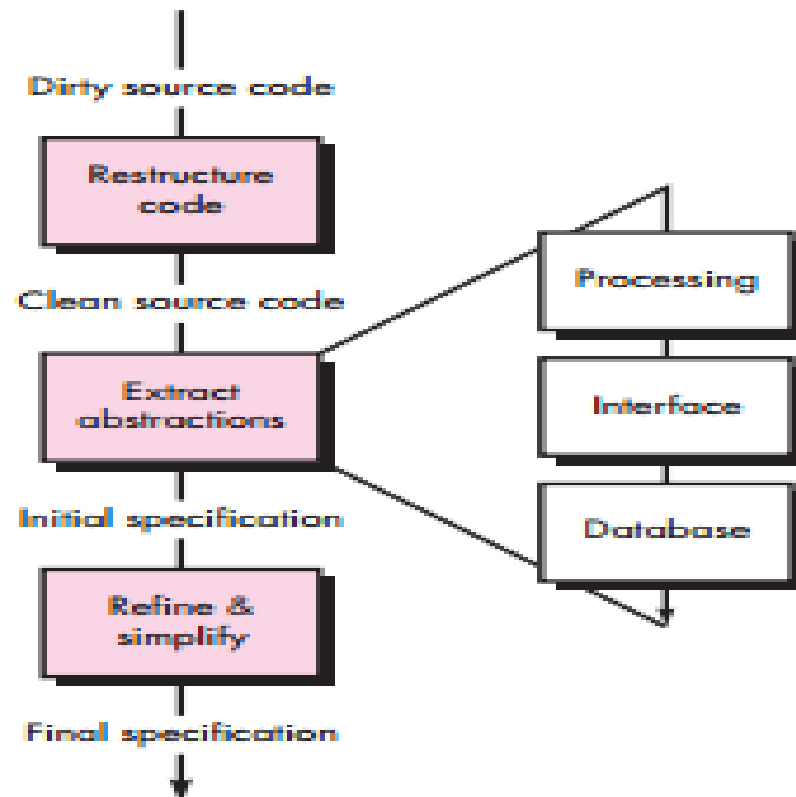 Dirty source code
Restructure
code
Clean source code
Extract
abstractions
Initial specification
Refine &
simplify
Final specification
Processing
Interface
Database